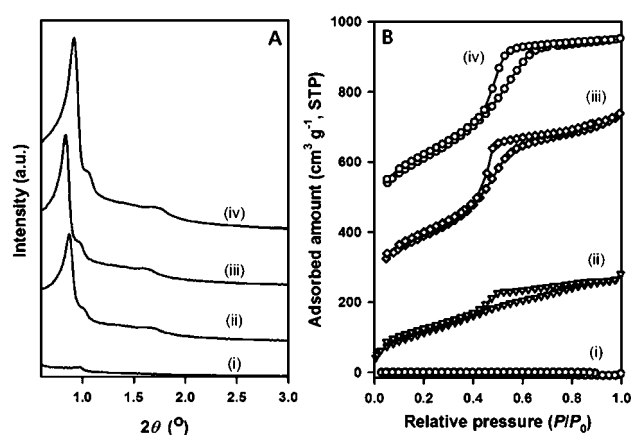 A
Intensity (a.u.)
(iv)
(iii)
(ii)
(i)
1.0 1.5 2.0 2.5 3.0
2θ (O)
B
Adsorbed amount (cm³ g⁻¹, STP)
1000
800
600
400
200
0
(iv)
(iii)
(ii)
(i)
0.0 0.2 0.4 0.6 0.8 1.0
Relative pressure (P/P₀)